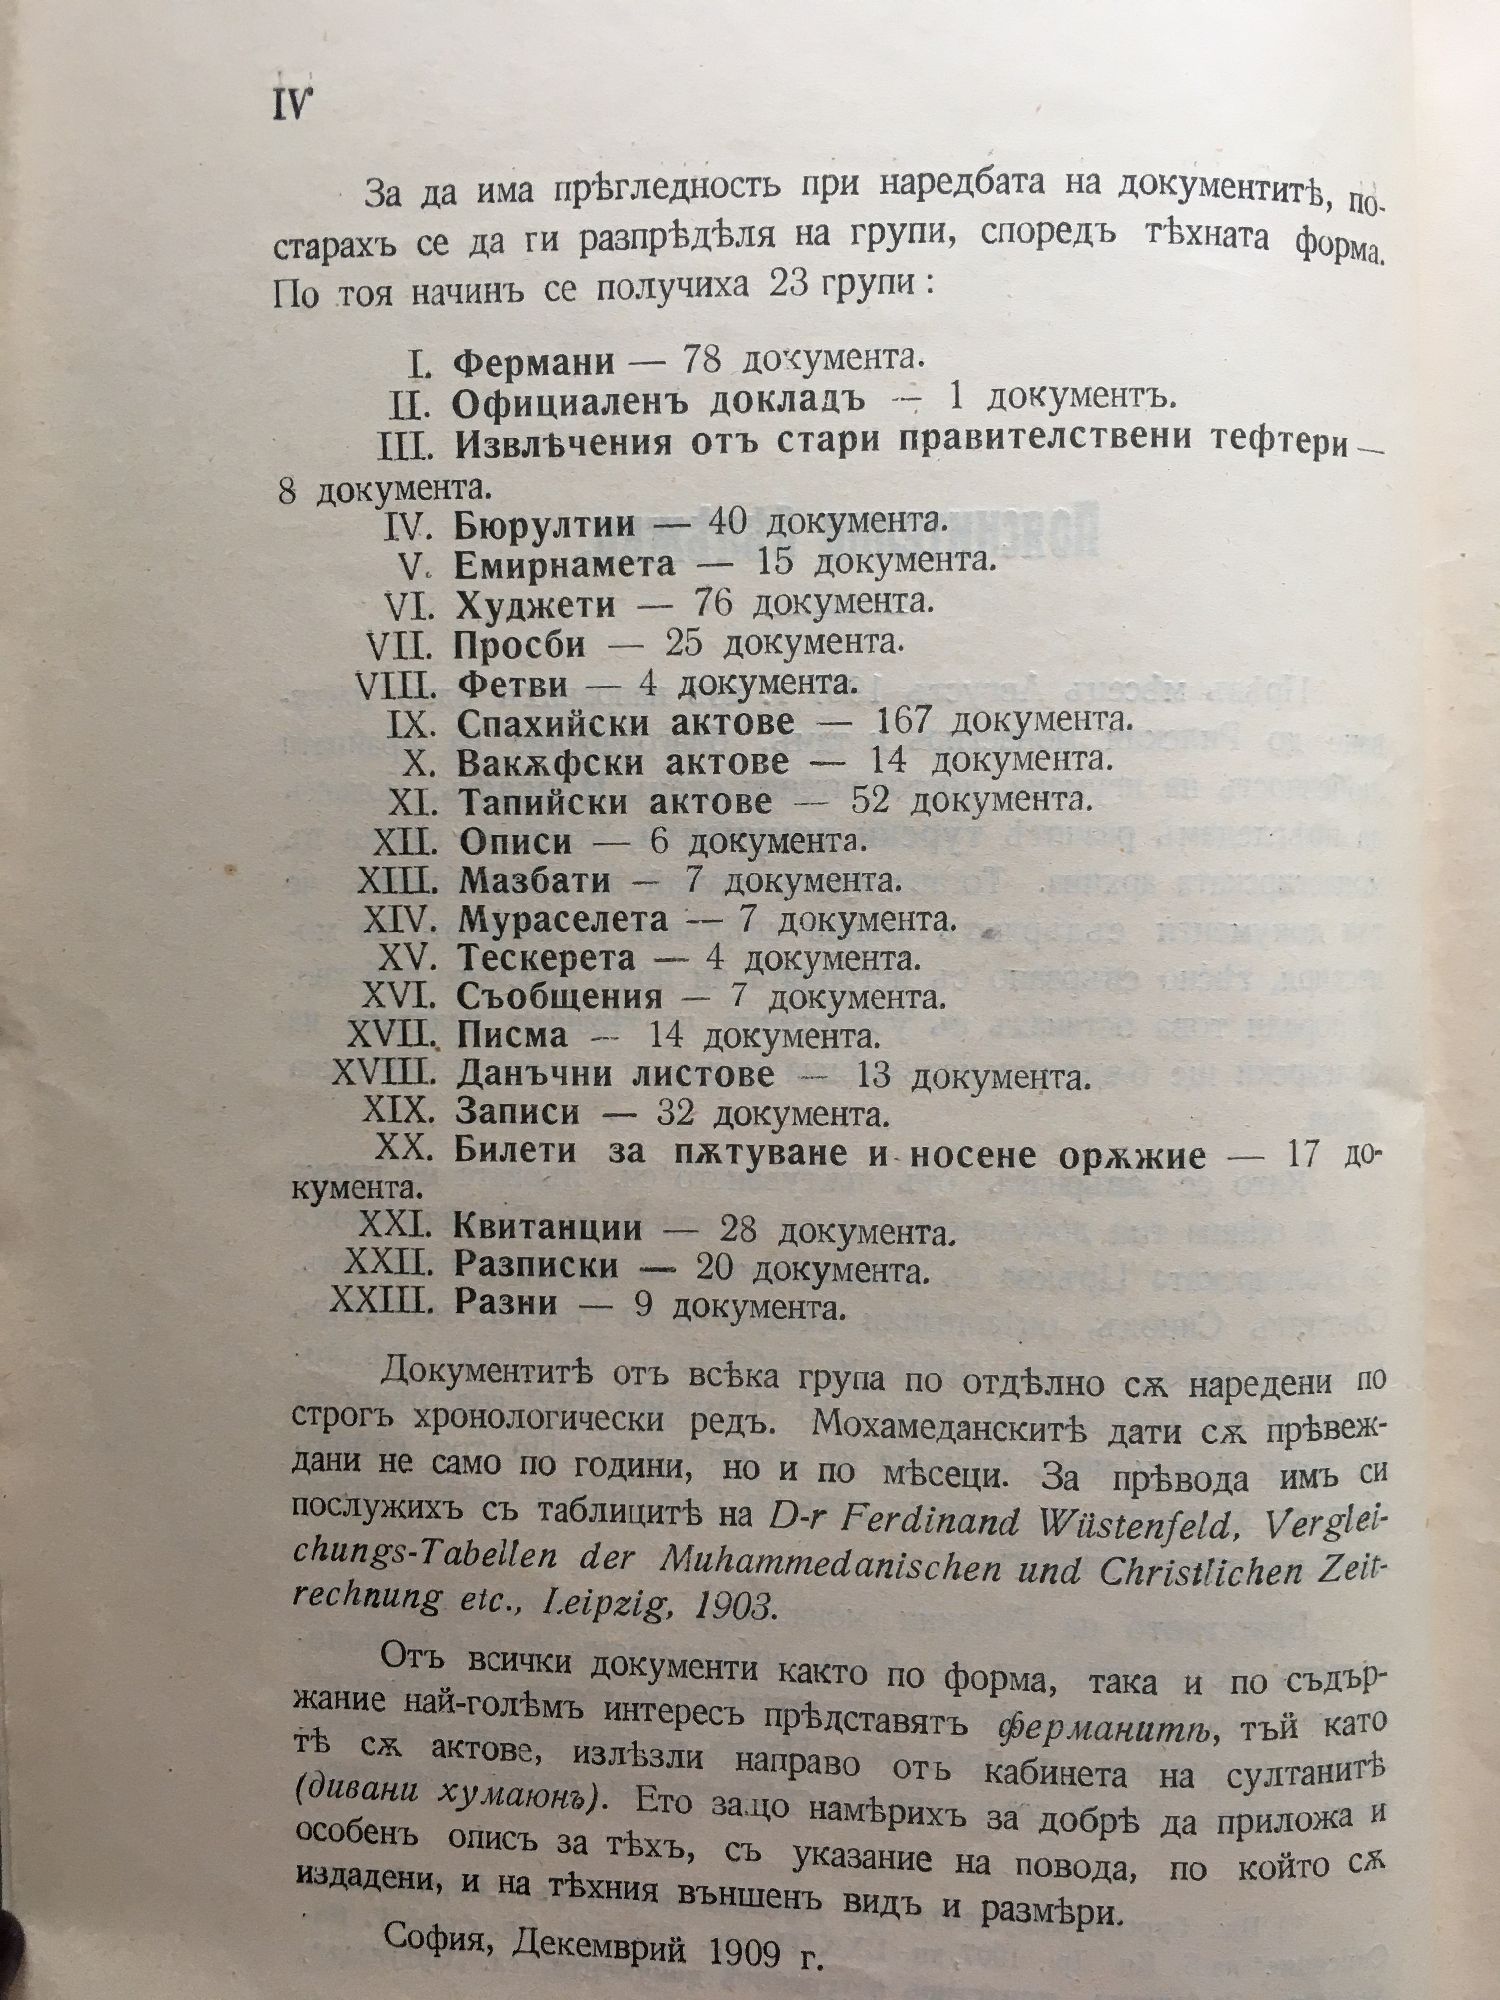 IV
За да има прѣгледность при наредбата на документитѣ, по-
старахъ се да ги разпрѣдѣля на групи, споредъ тѣхната форма.
По тоя начинъ се получиха 23 групи :
I. Фермани — 78 документа.
II. Официаленъ докладъ — 1 документъ.
III. Извлѣчения отъ стари правителствени тефтери —
8 документа.
IV. Бюрултии — 40 документа.
V. Емирнамета — 15 документа.
VI. Худжети — 76 документа.
VII. Просби — 25 документа.
VIII. Фетви — 4 документа.
IX. Спахийски актове — 167 документа.
X. Вакѫфски актове — 14 документа.
XI. Тапийски актове — 52 документа.
XII. Описи — 6 документа.
XIII. Мазбати — 7 документа.
XIV. Мураселета — 7 документа.
XV. Тескерета — 4 документа.
XVI. Съобщения — 7 документа.
XVII. Писма — 14 документа.
XVIII. Данъчни листове — 13 документа.
XIX. Записи — 32 документа.
XX. Билети за пѫтуване и носене орѫжие — 17 до-
кумента.
XXI. Квитанции — 28 документа.
XXII. Разписки — 20 документа.
XXIII. Разни — 9 документа.
Документитѣ отъ всѣка група по отдѣлно сѫ наредени по
строгъ хронологически редъ. Мохамеданскитѣ дати сѫ прѣвеж-
дани не само по години, но и по мѣсеци. За прѣвода имъ си
послужихъ съ таблицитѣ на D-r Ferdinand Wüstenfeld, Verglei-
chungs-Tabellen der Muhammedanischen und Christlichen Zeit-
rechnung etc., Leipzig, 1903.
Отъ всички документи както по форма, така и по съдър-
жание най-голѣмъ интересъ прѣдставятъ ферманитѣ, тъй като
тѣ сѫ актове, излѣзли направо отъ кабинета на султанитѣ
(дивани хумаюнъ). Ето защо намѣрихъ за добрѣ да приложа и
особенъ описъ за тѣхъ, съ указание на повода, по който сѫ
издадени, и на тѣхния външенъ видъ и размѣри.
София, Декемврий 1909 г.